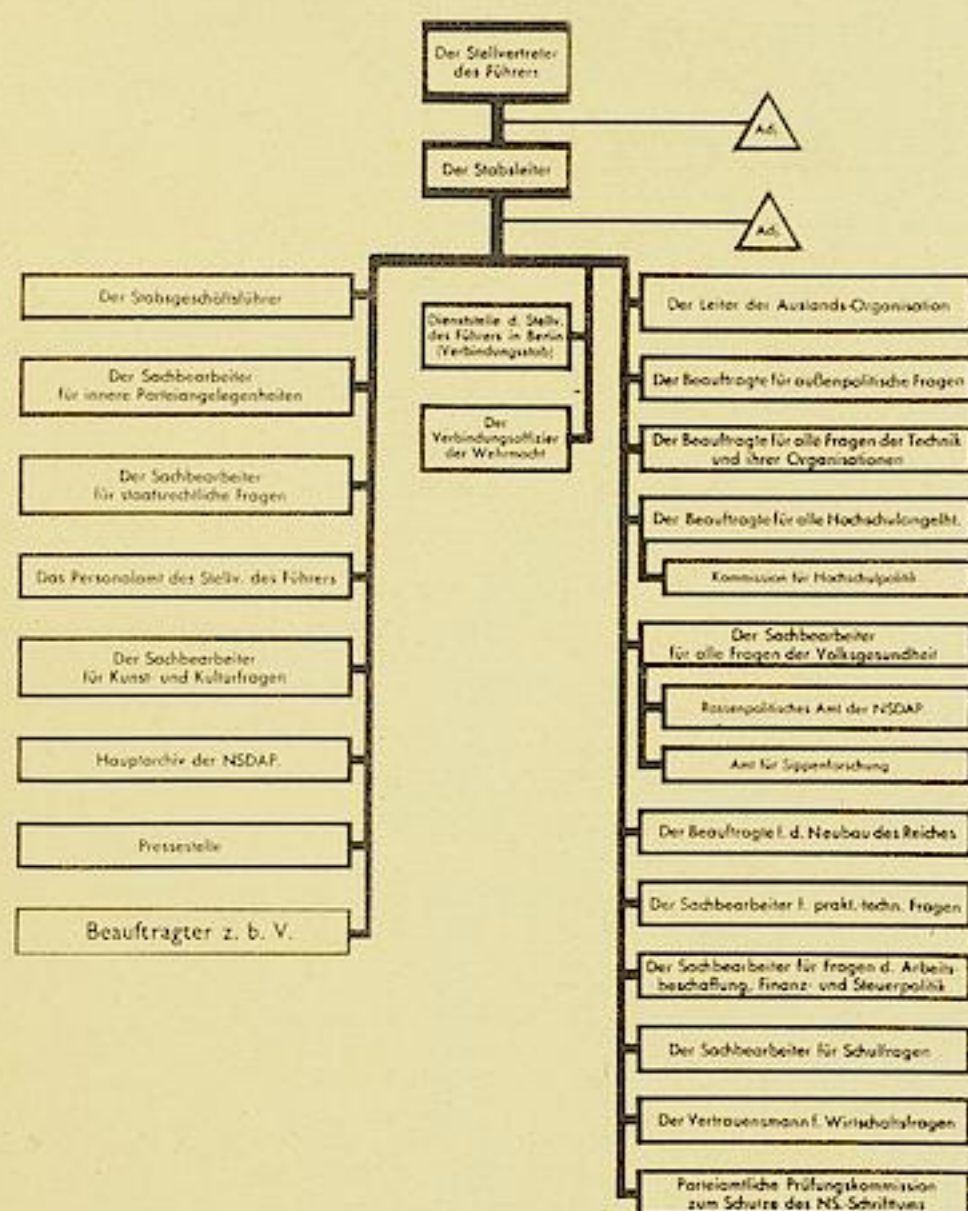 Der Stellvertreter
des Führers
Adj.
Der Stabsleiter
Adj.
Der Stabsgeschäftsführer
Der Sachbearbeiter
für innere Parteiangelegenheiten
Der Sachbearbeiter
für staatsrechtliche Fragen
Das Personalamt des Stellv. des Führers
Der Sachbearbeiter
für Kunst- und Kulturfragen
Hauptarchiv der NSDAP.
Pressestelle
Beauftragter z. b. V.
Dienststelle d. Stellv.
des Führers in Berlin
(Verbindungsstab)
Der
Verbindungsoffizier
der Wehrmacht
Der Leiter der Auslands-Organisation
Der Beauftragte für außenpolitische Fragen
Der Beauftragte für alle Fragen der Technik
und ihrer Organisationen
Der Beauftragte für alle Hochschulangelht.
Kommission für Hochschulpolitik
Der Sachbearbeiter
für alle Fragen der Volksgesundheit
Rassenpolitisches Amt der NSDAP.
Amt für Sippenforschung
Der Beauftragte f. d. Neubau des Reiches
Der Sachbearbeiter f. prakt.-techn. Fragen
Der Sachbearbeiter für Fragen d. Arbeits-
beschaffung, Finanz- und Steuerpolitik
Der Sachbearbeiter für Schulfragen
Der Vertrauensmann f. Wirtschaftsfragen
Parteiamtliche Prüfungskommission
zum Schutze des NS.-Schrifttums